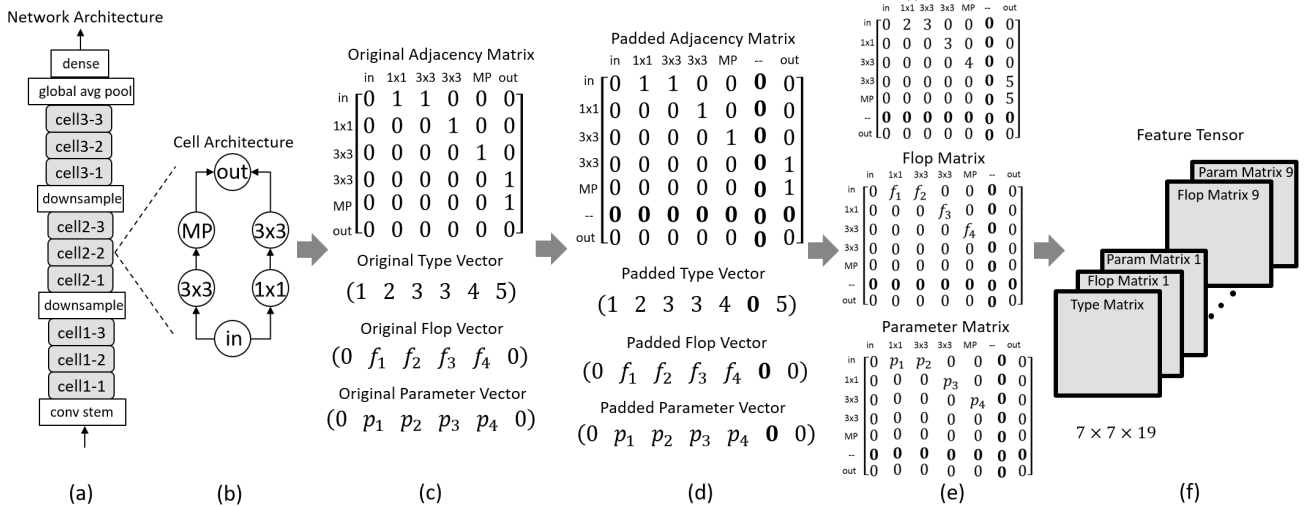 Network Architecture
dense
global avg pool
cell3-3
cell3-2
cell3-1
downsample
cell2-3
cell2-2
cell2-1
downsample
cell1-3
cell1-2
cell1-1
conv stem
(a)
Cell Architecture
out
MP 3x3
3x3 1x1
in
(b)
Original Adjacency Matrix
in 1x1 3x3 3x3 MP out
in 0 1 1 0 0 0
1x1 0 0 0 1 0 0
3x3 0 0 0 0 1 0
3x3 0 0 0 0 0 1
MP 0 0 0 0 0 1
out 0 0 0 0 0 0
Original Type Vector
(1 2 3 3 4 5)
Original Flop Vector
(0 f₁ f₂ f₃ f₄ 0)
Original Parameter Vector
(0 p₁ p₂ p₃ p₄ 0)
(c)
Padded Adjacency Matrix
in 1x1 3x3 3x3 MP -- out
in 0 1 1 0 0 0 0
1x1 0 0 0 1 0 0 0
3x3 0 0 0 0 1 0 0
3x3 0 0 0 0 0 0 1
MP 0 0 0 0 0 0 1
-- 0 0 0 0 0 0 0
out 0 0 0 0 0 0 0
Padded Type Vector
(1 2 3 3 4 0 5)
Padded Flop Vector
(0 f₁ f₂ f₃ f₄ 0 0)
Padded Parameter Vector
(0 p₁ p₂ p₃ p₄ 0 0)
(d)
in 1x1 3x3 3x3 MP -- out
in 0 2 3 0 0 0 0
1x1 0 0 0 3 0 0 0
3x3 0 0 0 0 4 0 0
3x3 0 0 0 0 0 0 5
MP 0 0 0 0 0 0 5
-- 0 0 0 0 0 0 0
out 0 0 0 0 0 0 0
Flop Matrix
in 1x1 3x3 3x3 MP -- out
in 0 f₁ f₂ 0 0 0 0
1x1 0 0 0 f₃ 0 0 0
3x3 0 0 0 0 f₄ 0 0
3x3 0 0 0 0 0 0 0
MP 0 0 0 0 0 0 0
-- 0 0 0 0 0 0 0
out 0 0 0 0 0 0 0
Parameter Matrix
in 1x1 3x3 3x3 MP -- out
in 0 p₁ p₂ 0 0 0 0
1x1 0 0 0 p₃ 0 0 0
3x3 0 0 0 0 p₄ 0 0
3x3 0 0 0 0 0 0 0
MP 0 0 0 0 0 0 0
-- 0 0 0 0 0 0 0
out 0 0 0 0 0 0 0
(e)
Feature Tensor
Param Matrix 9
Flop Matrix 9
Param Matrix 1
Flop Matrix 1
Type Matrix
7 × 7 × 19
(f)